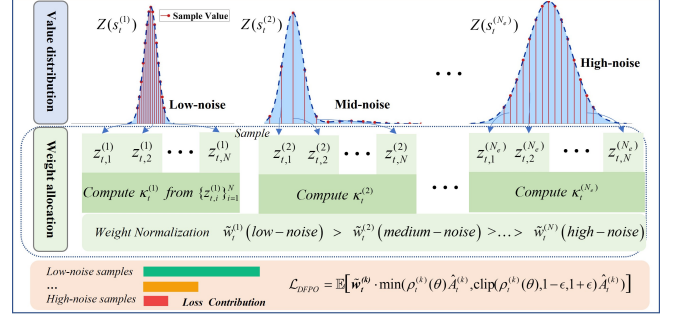 Value distribution
Z(s_t^{(1)})
Sample Value
Z(s_t^{(2)})
Z(s_t^{(N_e)})
Low-noise
Mid-noise
• • •
High-noise
Sample
Weight allocation
z_{t,1}^{(1)} z_{t,2}^{(1)} • • • z_{t,N}^{(1)}
z_{t,1}^{(2)} z_{t,2}^{(2)} • • • z_{t,N}^{(2)}
z_{t,1}^{(N_e)} z_{t,2}^{(N_e)} • • • z_{t,N}^{(N_e)}
Compute κ_t^{(1)} from {z_{t,i}^{(1)}}_{i=1}^{N}
Compute κ_t^{(2)}
• • •
Compute κ_t^{(N_e)}
Weight Normalization w̃_t^{(1)}(low−noise) > w̃_t^{(2)}(medium−noise) >...> w̃_t^{(N)}(high−noise)
Low-noise samples
...
High-noise samples
Loss Contribution
ℒ_{DFPO} = 𝔼[w̃_t^{(k)} · min(ρ_t^{(k)}(θ)Â_t^{(k)},clip(ρ_t^{(k)}(θ),1−ϵ,1+ϵ)Â_t^{(k)})]